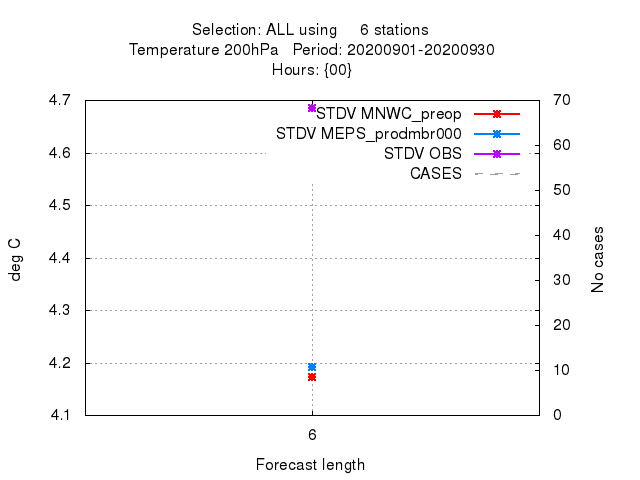 Selection: ALL using     6 stations
Temperature 200hPa   Period: 20200901-20200930
Hours: {00}
4.7
4.6
4.5
4.4
4.3
4.2
4.1
deg C
STDV MNWC_preop
STDV MEPS_prodmbr000
STDV OBS
CASES
70
60
50
40
30
20
10
0
No cases
6
Forecast length